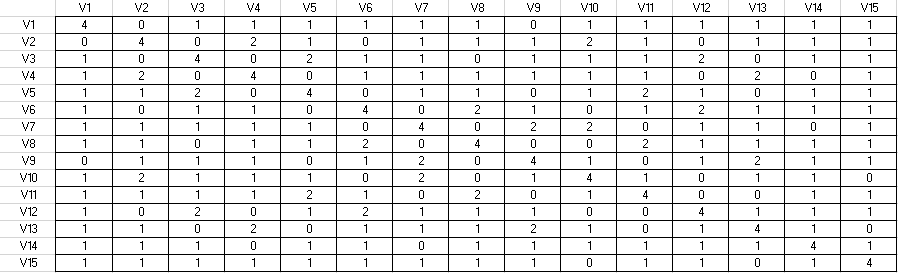 V1 V2 V3 V4 V5 V6 V7 V8 V9 V10 V11 V12 V13 V14 V15
V1 4 0 1 1 1 1 1 1 0 1 1 1 1 1 1
V2 0 4 0 2 1 0 1 1 1 2 1 0 1 1 1
V3 1 0 4 0 2 1 1 0 1 1 1 2 0 1 1
V4 1 2 0 4 0 1 1 1 1 1 1 0 2 0 1
V5 1 1 2 0 4 0 1 1 0 1 2 1 0 1 1
V6 1 0 1 1 0 4 0 2 1 0 1 2 1 1 1
V7 1 1 1 1 1 0 4 0 2 2 0 1 1 0 1
V8 1 1 0 1 1 2 0 4 0 0 2 1 1 1 1
V9 0 1 1 1 0 1 2 0 4 1 0 1 2 1 1
V10 1 2 1 1 1 0 2 0 1 4 1 0 1 1 0
V11 1 1 1 1 2 1 0 2 0 1 4 0 0 1 1
V12 1 0 2 0 1 2 1 1 1 0 0 4 1 1 1
V13 1 1 0 2 0 1 1 1 2 1 0 1 4 1 0
V14 1 1 1 0 1 1 0 1 1 1 1 1 1 4 1
V15 1 1 1 1 1 1 1 1 1 0 1 1 0 1 4